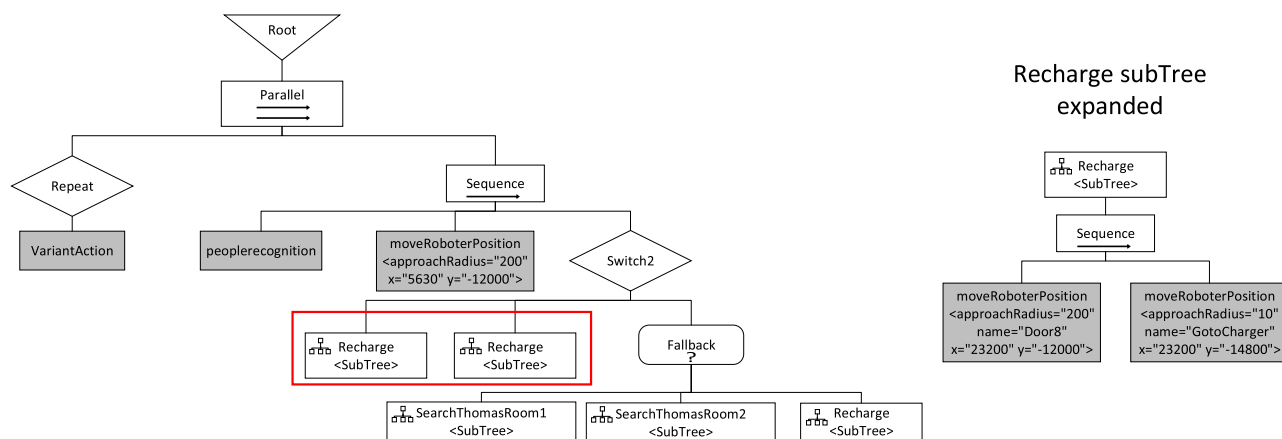 Root
Recharge subTree
expanded
Parallel
Recharge
<SubTree>
Repeat
Sequence
Sequence
VariantAction
peoplerecognition
moveRoboterPosition
<approachRadius="200"
x="5630" y="-12000">
Switch2
moveRoboterPosition
<approachRadius="200"
name="Door8"
x="23200" y="-12000">
moveRoboterPosition
<approachRadius="10"
name="GotoCharger"
x="23200" y="-14800">
Recharge
<SubTree>
Recharge
<SubTree>
Fallback
?
SearchThomasRoom1
<SubTree>
SearchThomasRoom2
<SubTree>
Recharge
<SubTree>